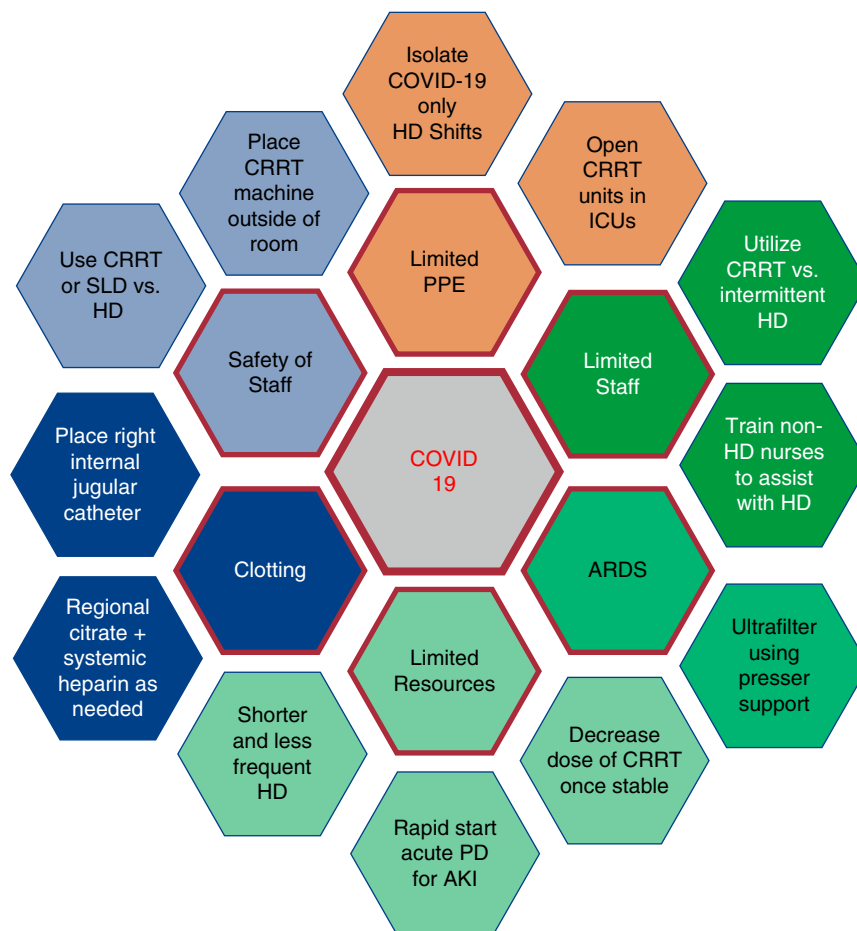 Isolate
COVID-19
only
HD Shifts
Place
CRRT
machine
outside of
room
Open
CRRT
units in
ICUs
Use CRRT
or SLD vs.
HD
Limited
PPE
Utilize
CRRT vs.
intermittent
HD
Safety of
Staff
Limited
Staff
Place right
internal
jugular
catheter
COVID
19
Train non-
HD nurses
to assist
with HD
Clotting
ARDS
Regional
citrate +
systemic
heparin as
needed
Limited
Resources
Ultrafilter
using
presser
support
Shorter
and less
frequent
HD
Decrease
dose of CRRT
once stable
Rapid start
acute PD
for AKI